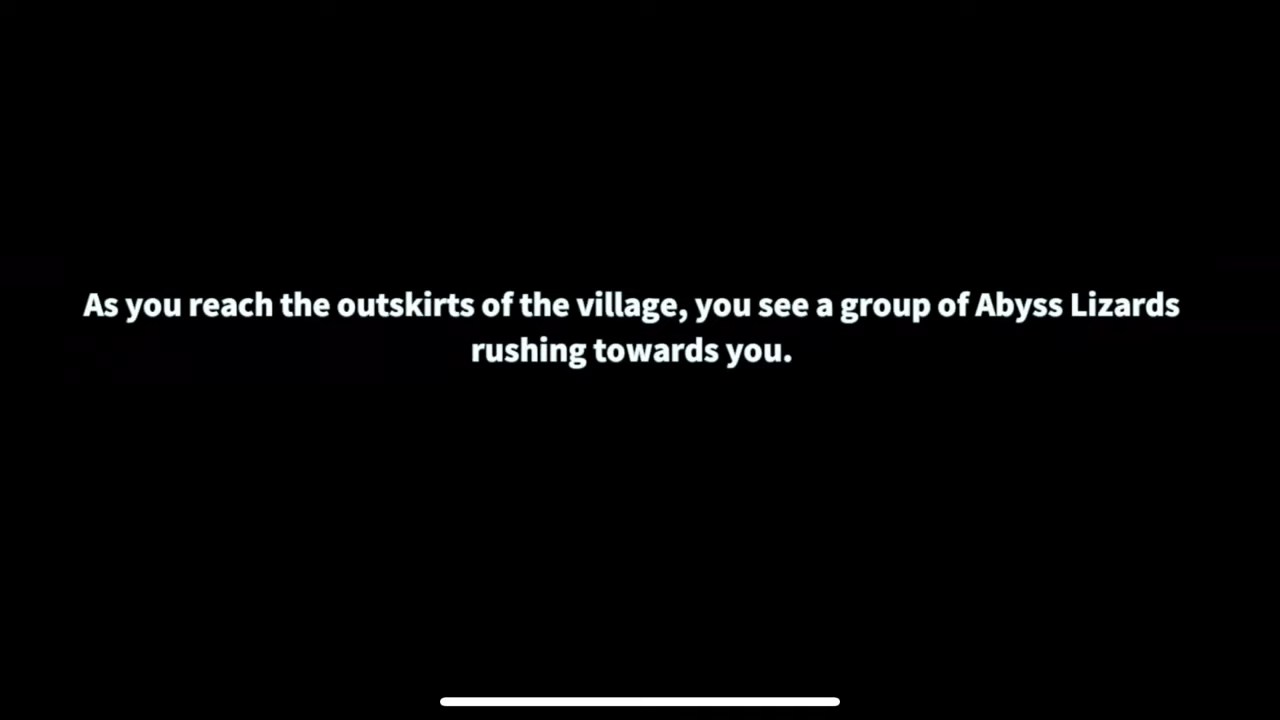 As you reach the outskirts of the village, you see a group of Abyss Lizards
rushing towards you.